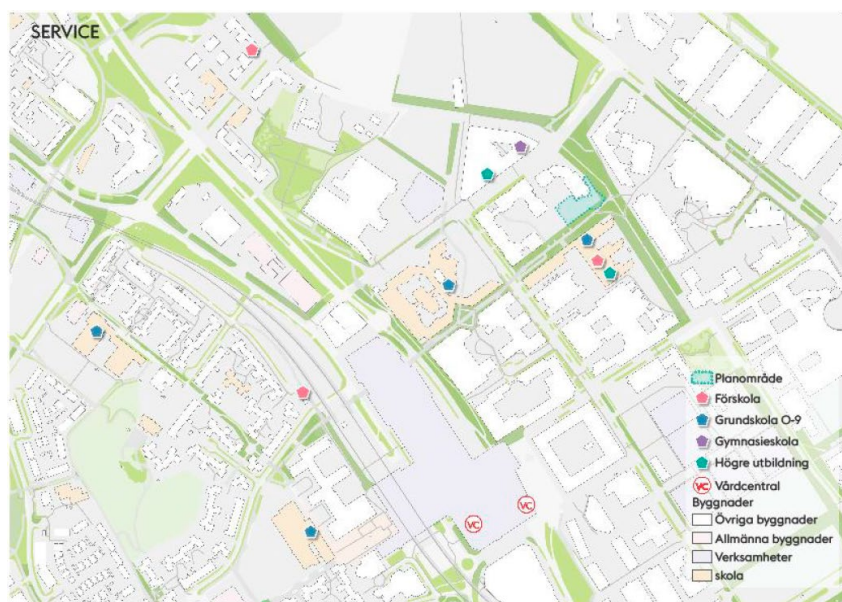 SERVICE
Planområde
Förskola
Grundskola 0-9
Gymnasieskola
Högre utbildning
VC Vårdcentral
Byggnader
Övriga byggnader
Allmänna byggnader
Verksamheter
skola
VC
VC